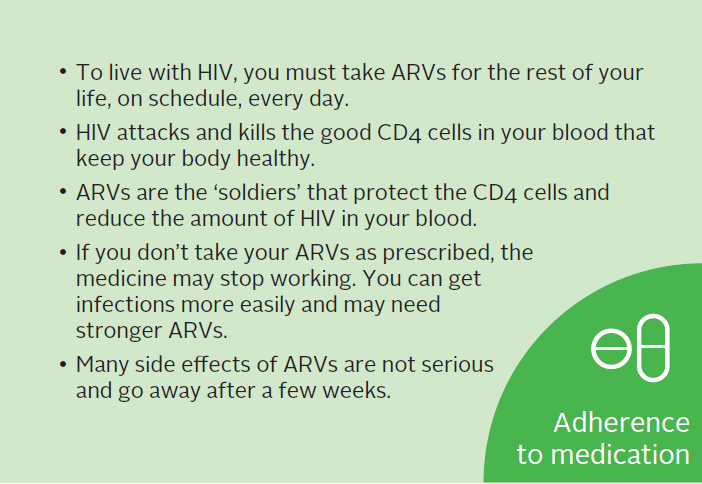 • To live with HIV, you must take ARVs for the rest of your
life, on schedule, every day.
• HIV attacks and kills the good CD4 cells in your blood that
keep your body healthy.
• ARVs are the ‘soldiers’ that protect the CD4 cells and
reduce the amount of HIV in your blood.
• If you don’t take your ARVs as prescribed, the
medicine may stop working. You can get
infections more easily and may need
stronger ARVs.
• Many side effects of ARVs are not serious
and go away after a few weeks.
Adherence
to medication